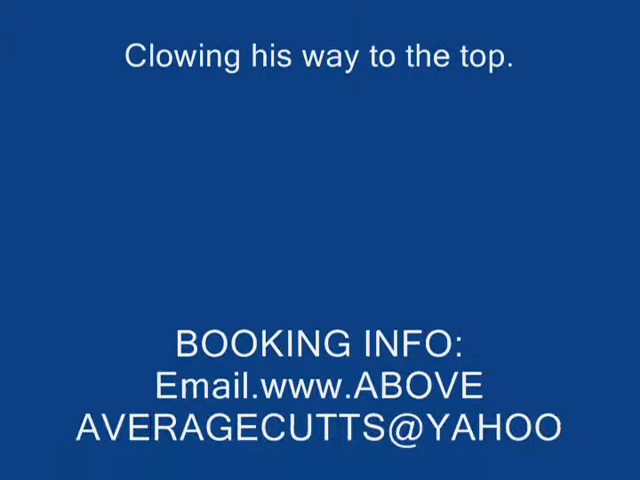 Clowing his way to the top.
BOOKING INFO:
Email.www.ABOVE
AVERAGECUTTS@YAHOO